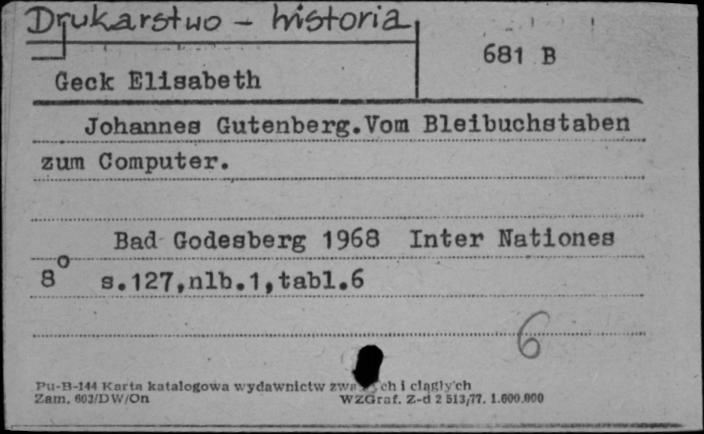 Drukarstwo - historia
681 B
Geck Elisabeth
Johannes Gutenberg.Vom Bleibuchstaben
zum Computer.
Bad Godesberg 1968 Inter Nationes
8° s.127,nlb.1,tabl.6
6
Pu-B-144 Karta katalogowa wydawnictw i ciągłych
Zam. 603/DW/On WZGraf. Z-d 2 513/77. 1.600.000